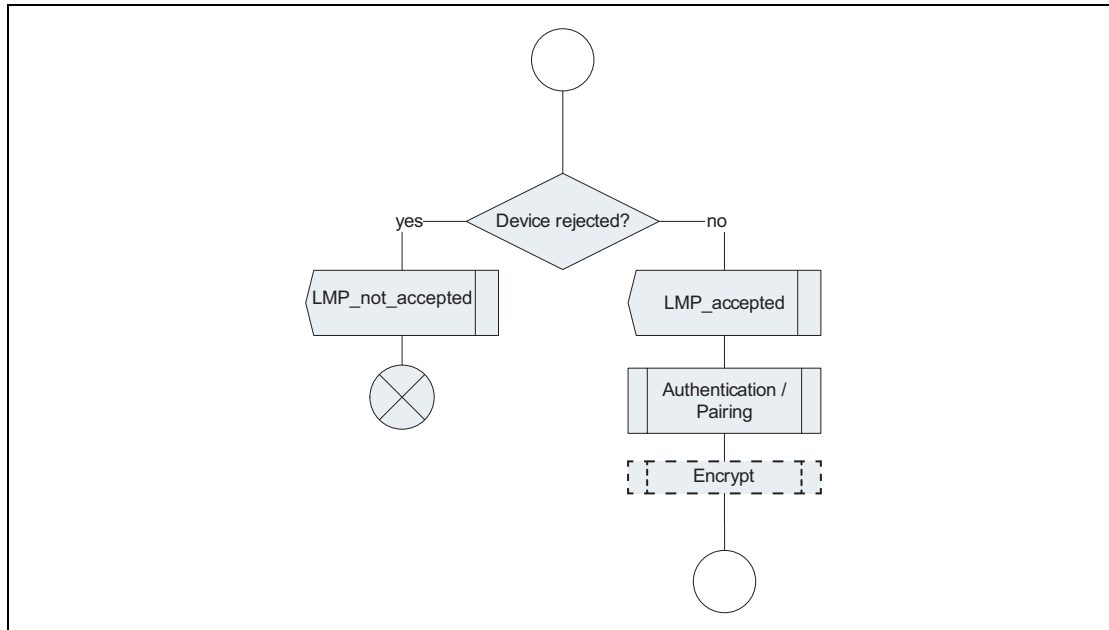 Device rejected?
yes
no
LMP_not_accepted
LMP_accepted
Authentication /
Pairing
Encrypt